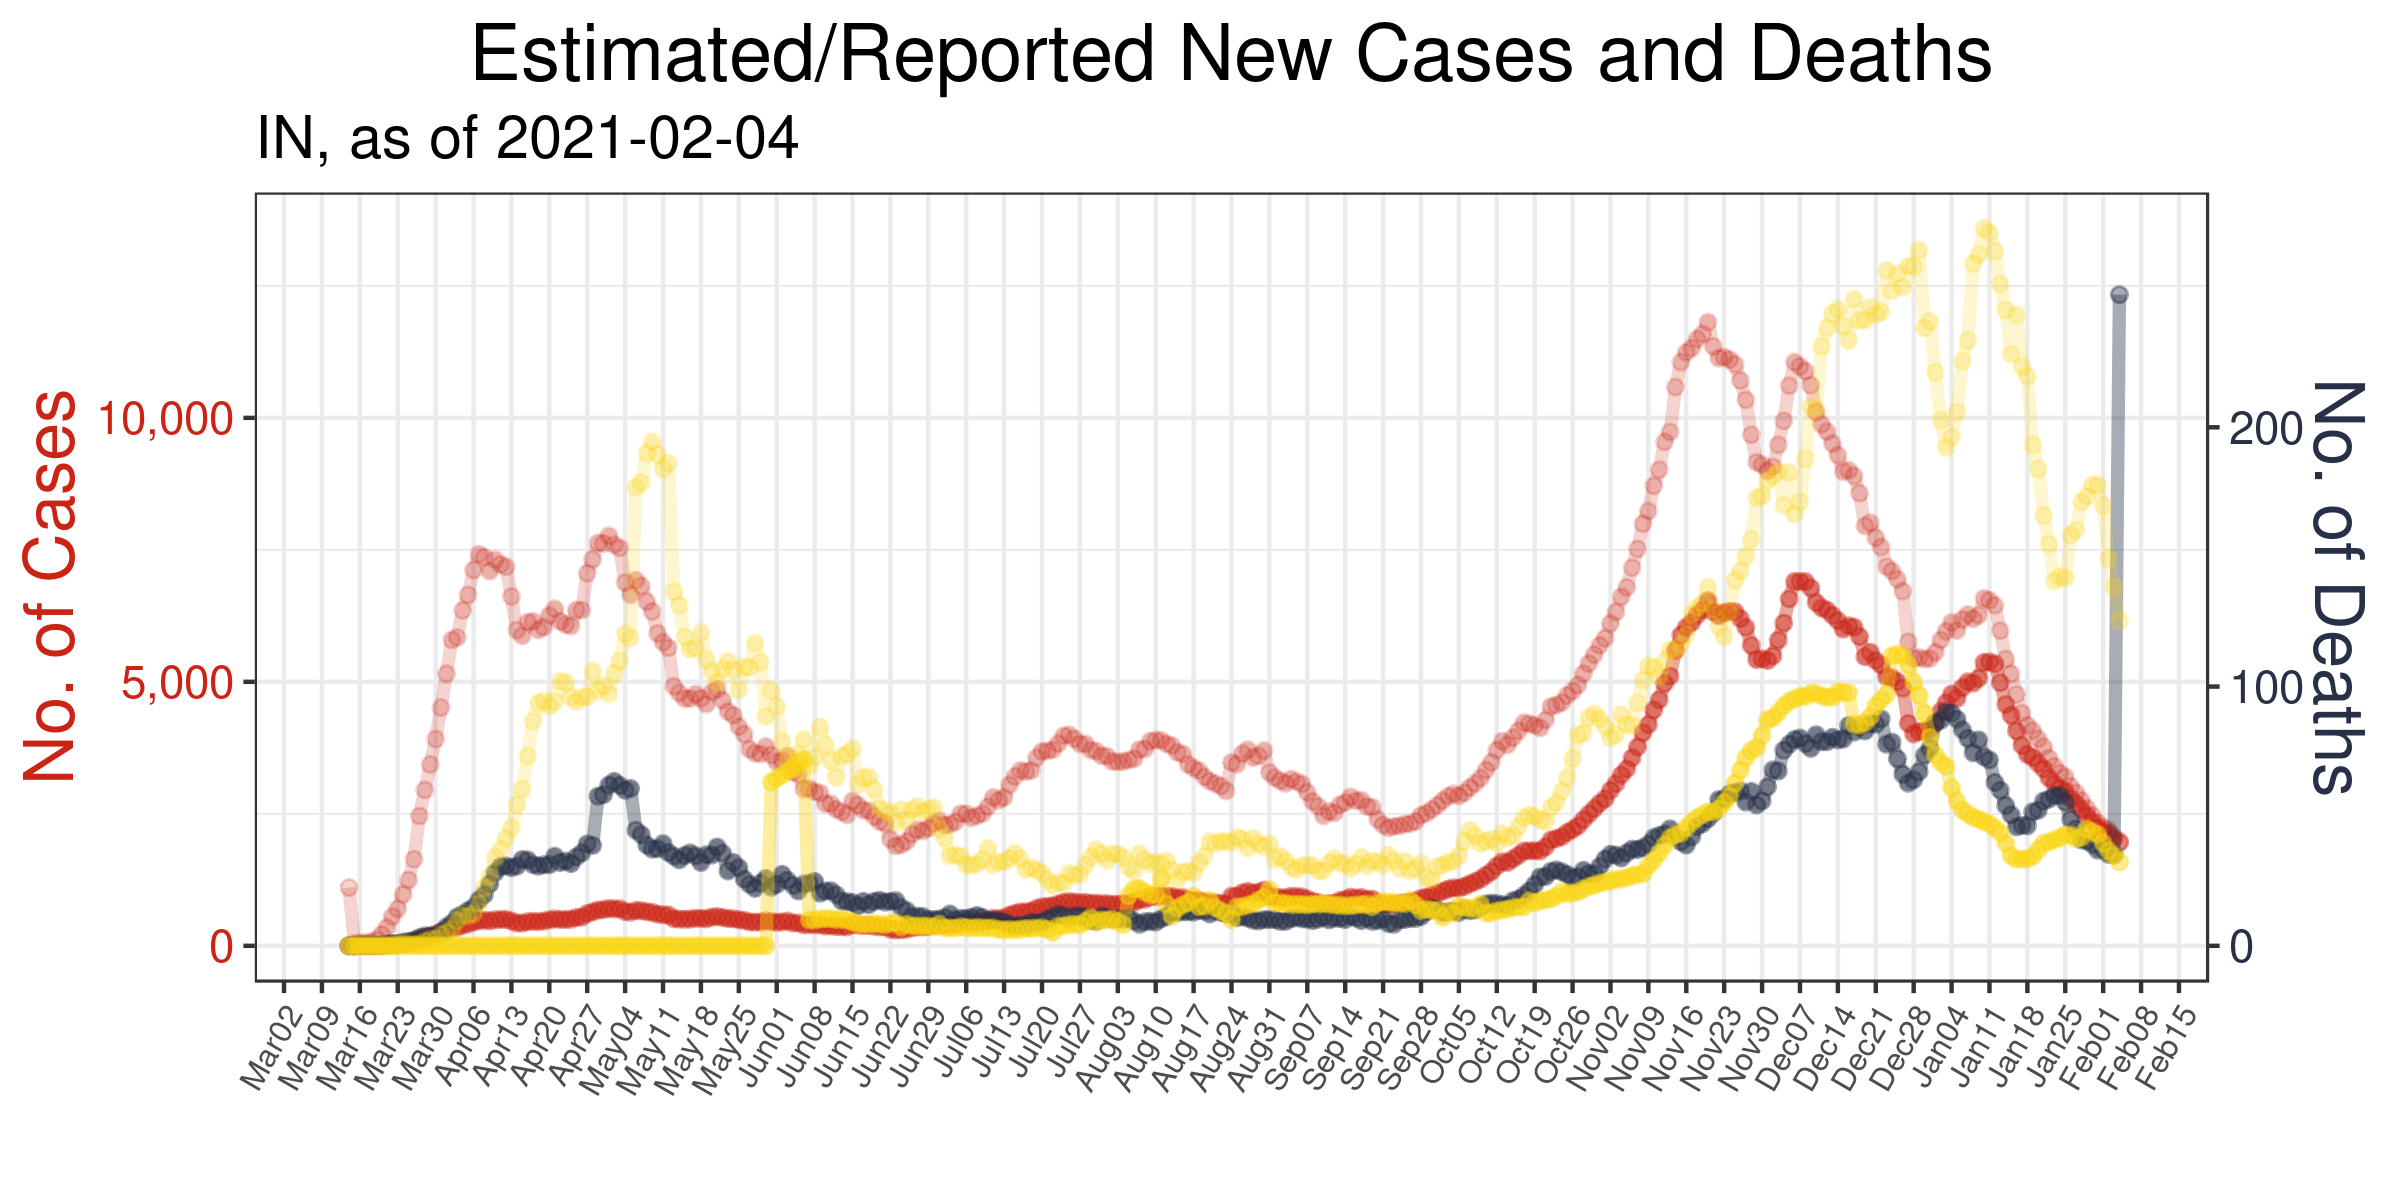 Estimated/Reported New Cases and Deaths
IN, as of 2021-02-04
No. of Cases
10,000
5,000
0
No. of Deaths
200
100
0
Mar02
Mar09
Mar16
Mar23
Mar30
Apr06
Apr13
Apr20
Apr27
May04
May11
May18
May25
Jun01
Jun08
Jun15
Jun22
Jun29
Jul06
Jul13
Jul20
Jul27
Aug03
Aug10
Aug17
Aug24
Aug31
Sep07
Sep14
Sep21
Sep28
Oct05
Oct12
Oct19
Oct26
Nov02
Nov09
Nov16
Nov23
Nov30
Dec07
Dec14
Dec21
Dec28
Jan04
Jan11
Jan18
Jan25
Feb01
Feb08
Feb15